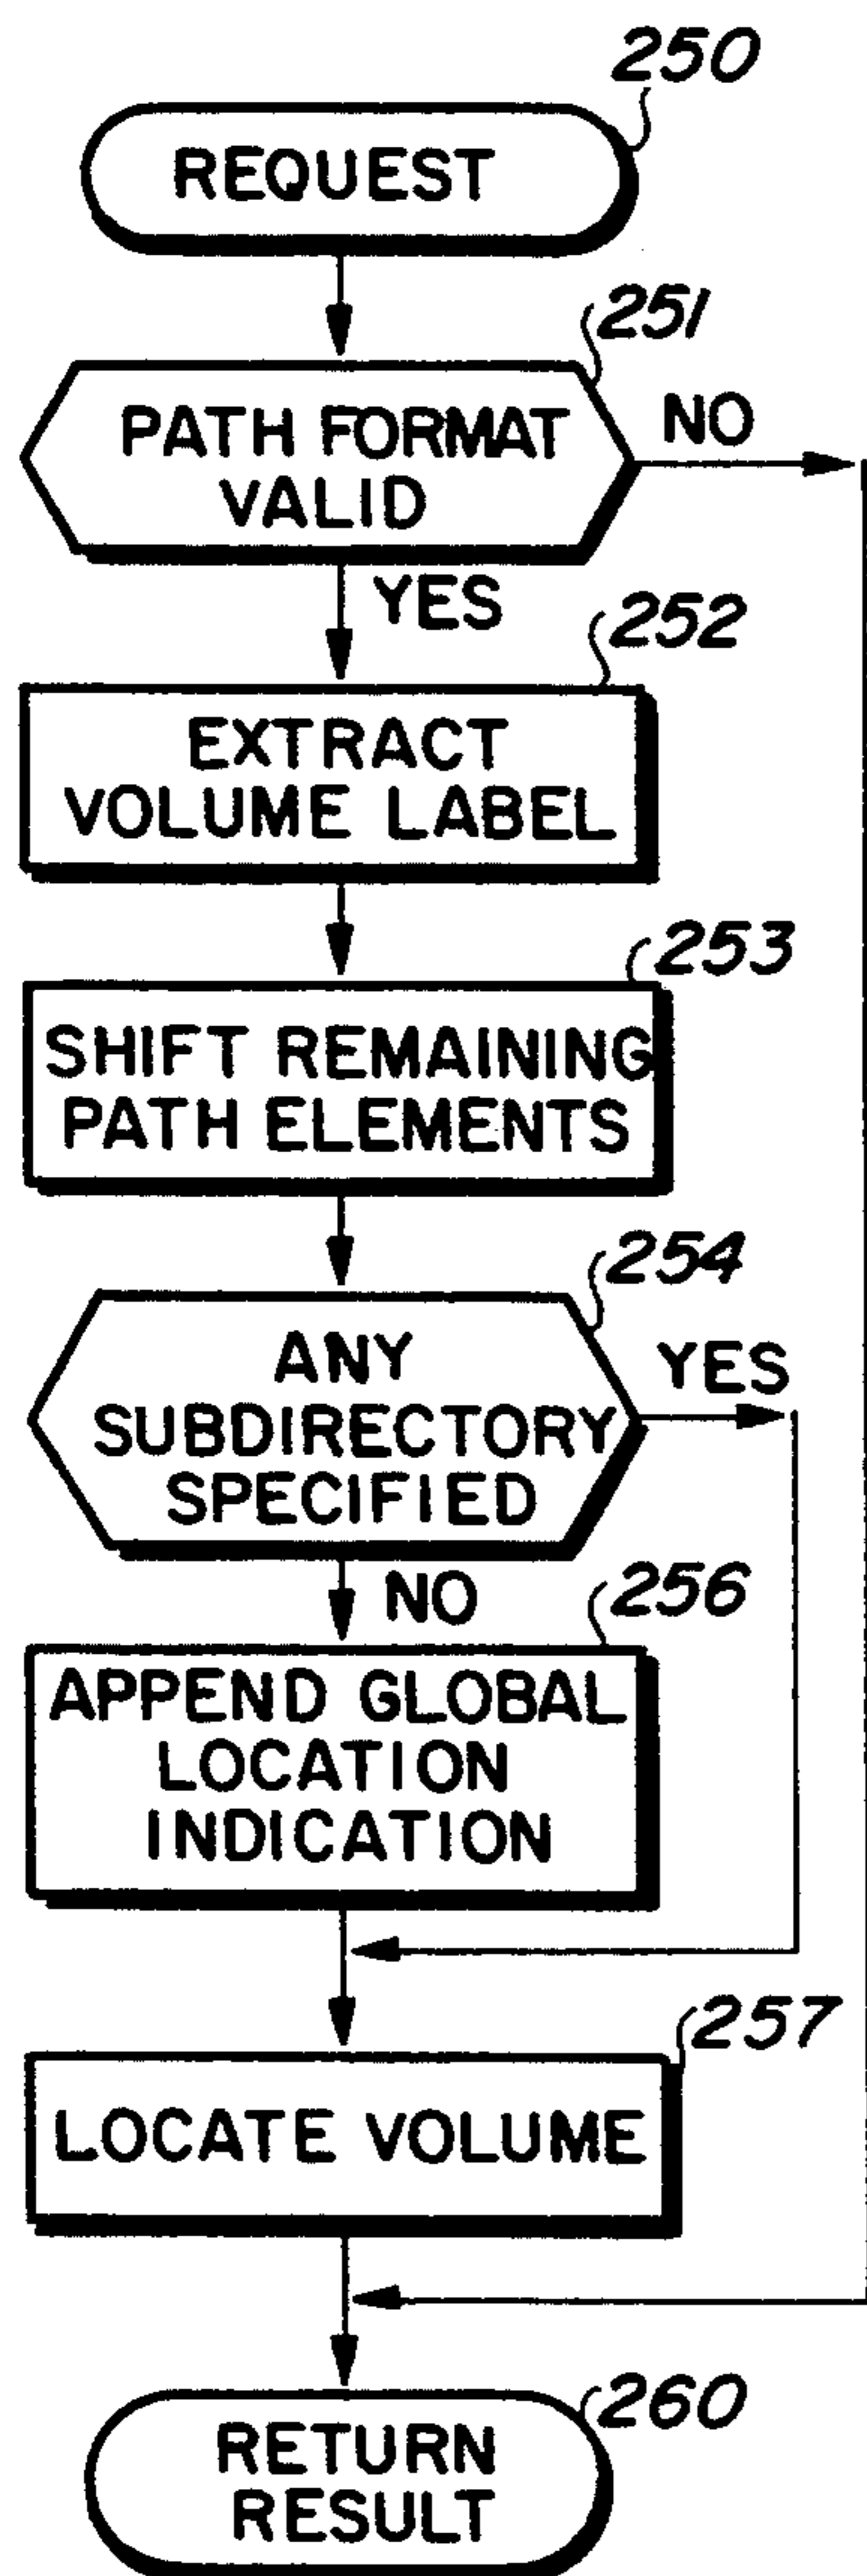 250
REQUEST
251
PATH FORMAT
VALID
NO
YES
252
EXTRACT
VOLUME LABEL
253
SHIFT REMAINING
PATH ELEMENTS
254
ANY
SUBDIRECTORY
SPECIFIED
YES
NO
256
APPEND GLOBAL
LOCATION
INDICATION
257
LOCATE VOLUME
260
RETURN
RESULT